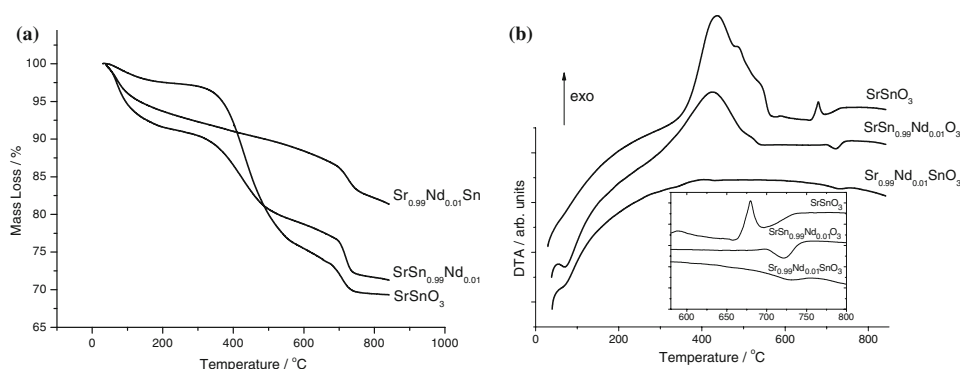 (a)
100
95
90
85
80
75
70
65
Mass Loss / %
Sr0.99Nd0.01Sn
SrSn0.99Nd0.01
SrSnO3
0
200
400
600
800
1000
Temperature / °C
(b)
exo
DTA / arb. units
SrSnO3
SrSn0.99Nd0.01O3
Sr0.99Nd0.01SnO3
SrSnO3
SrSn0.99Nd0.01O3
Sr0.99Nd0.01SnO3
600
650
700
750
800
0
200
400
600
800
Temperature / °C